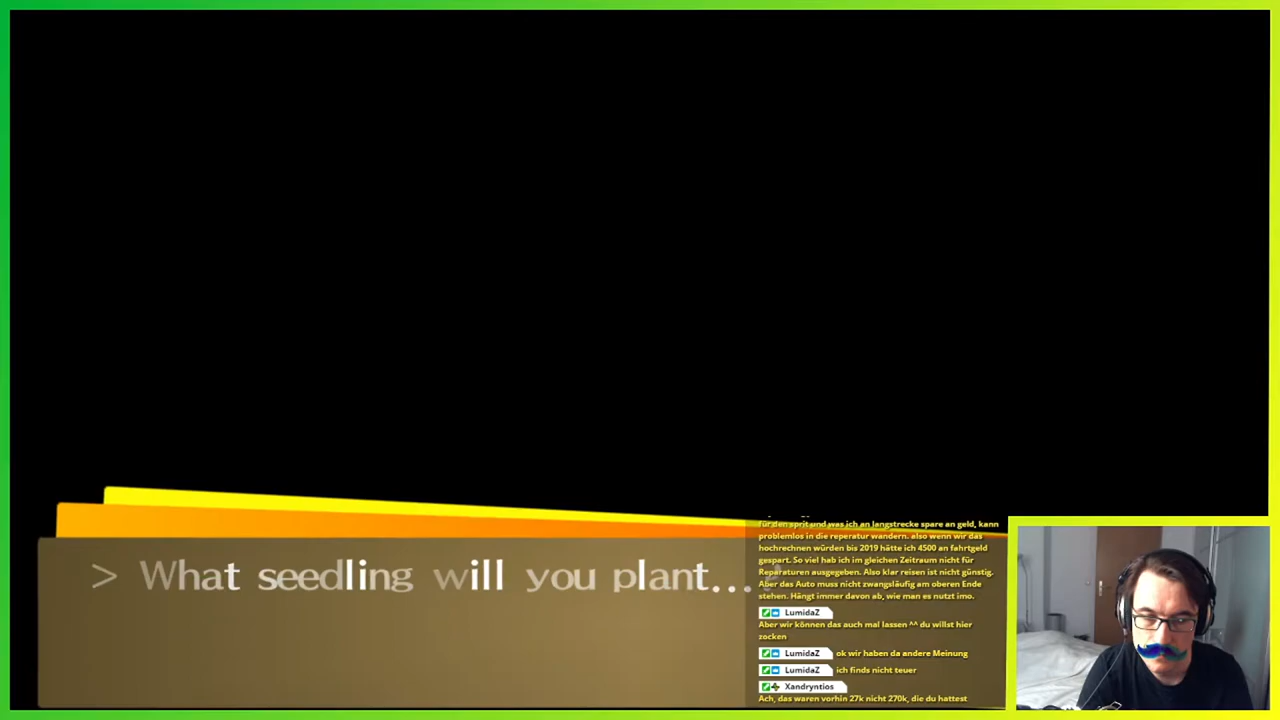 > What seedling will you plant...?
für den sprit und was ich an langstrecke spare an geld, kann
problemlos in die reperatur wandern. also wenn wir das
hochrechnen würden bis 2019 hätte ich 4500 an fahrtgeld
gespart. So viel hab ich im gleichen Zeitraum nicht für
Reparaturen ausgegeben. Also klar reisen ist nicht günstig.
Aber das Auto muss nicht zwangsläufig am oberen Ende
stehen. Hängt immer davon ab, wie man es nutzt imo.
LumidaZ
Aber wir können das auch mal lassen ^^ du willst hier
zocken
LumidaZ ok wir haben da andere Meinung
LumidaZ ich finds nicht teuer
Xandryntios
Ach, das waren vorhin 27k nicht 270k, die du hattest